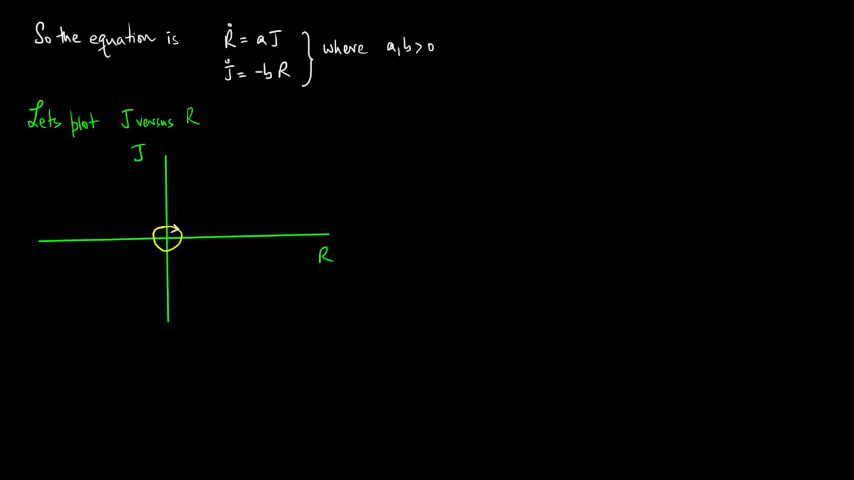 So the equation is Ṙ = aJ
J̇ = -bR } where a,b>0
Lets plot J versus R
J
R